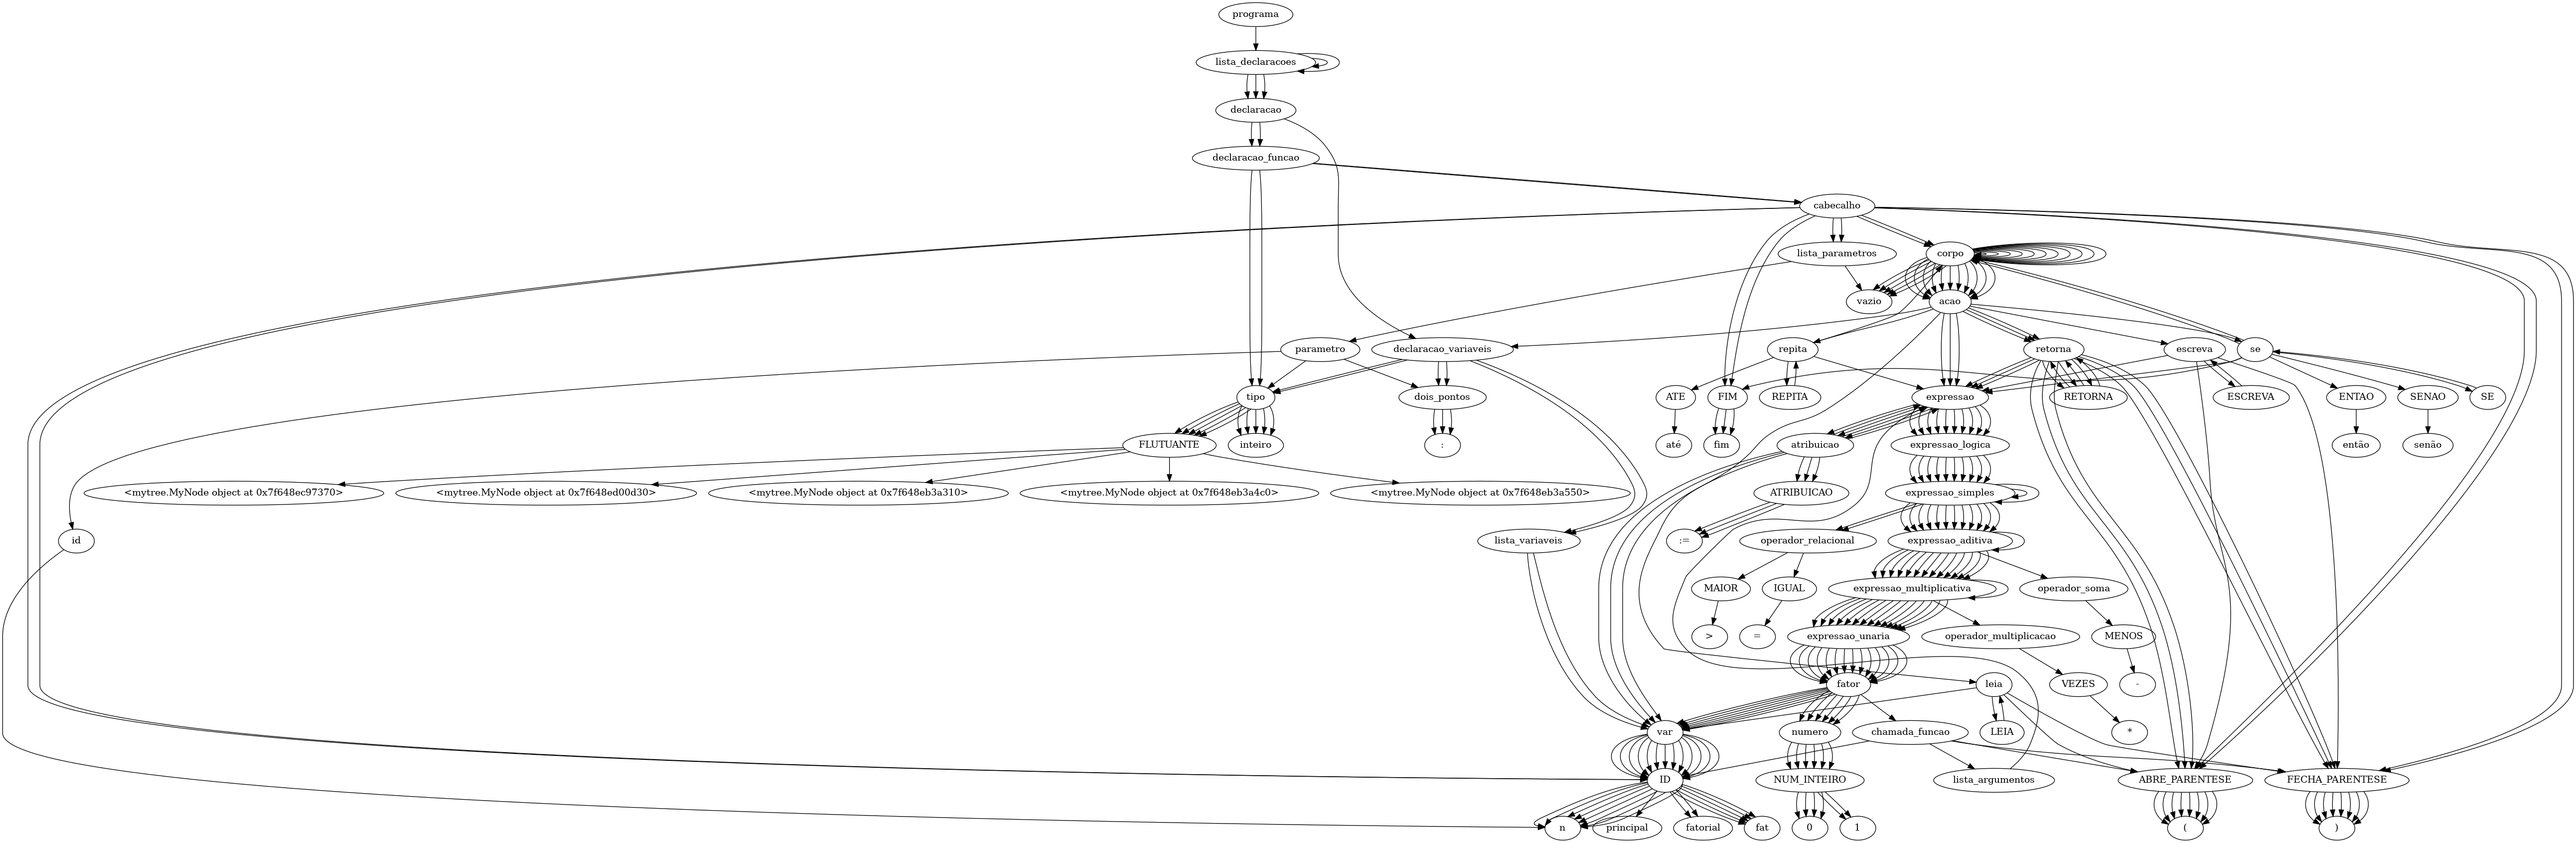 programa
lista_declaracoes
declaracao
declaracao_funcao
cabecalho
lista_parametros
corpo
vazio
acao
parametro
declaracao_variaveis
repita
retorna
escreva
se
tipo
dois_pontos
ATE
FIM
REPITA
expressao
RETORNA
ESCREVA
ENTAO
SENAO
SE
FLUTUANTE
inteiro
:
até
fim
atribuicao
expressao_logica
então
senão
<mytree.MyNode object at 0x7f648ec97370>
<mytree.MyNode object at 0x7f648ed00d30>
<mytree.MyNode object at 0x7f648eb3a310>
<mytree.MyNode object at 0x7f648eb3a4c0>
<mytree.MyNode object at 0x7f648eb3a550>
ATRIBUICAO
expressao_simples
id
lista_variaveis
:=
operador_relacional
expressao_aditiva
MAIOR
IGUAL
expressao_multiplicativa
operador_soma
>
=
expressao_unaria
operador_multiplicacao
MENOS
fator
leia
VEZES
-
var
numero
chamada_funcao
LEIA
*
ID
NUM_INTEIRO
lista_argumentos
ABRE_PARENTESE
FECHA_PARENTESE
n
principal
fatorial
fat
0
1
(
)